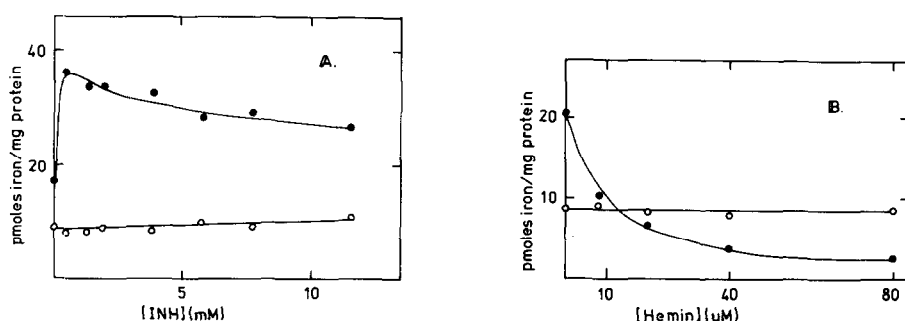 A.
40
20
pmoles iron/mg protein
5
10
[INH](mM)
B.
20
10
pmoles iron/mg protein
10
40
80
[Hemin](µM)